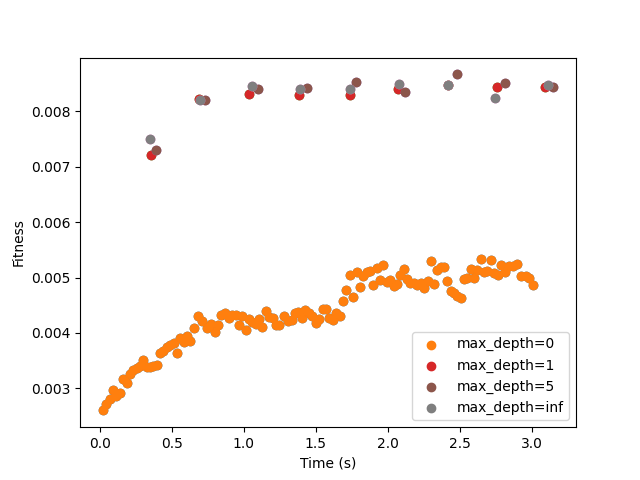 0.008
0.007
0.006
0.005
0.004
0.003
Fitness
0.0 0.5 1.0 1.5 2.0 2.5 3.0
Time (s)
max_depth=0
max_depth=1
max_depth=5
max_depth=inf